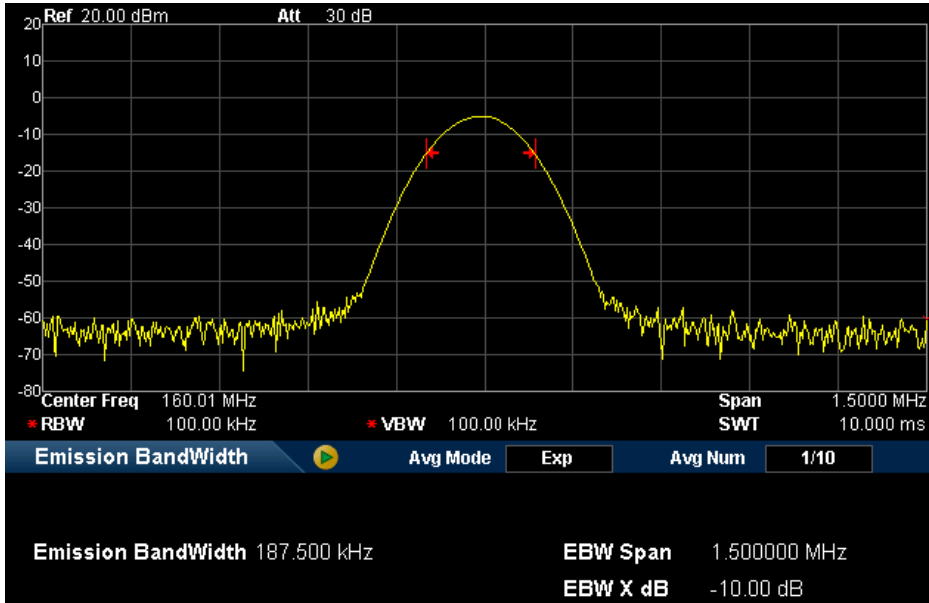 Ref 20.00 dBm Att 30 dB
20
10
0
-10
-20
-30
-40
-50
-60
-70
-80
Center Freq 160.01 MHz Span 1.5000 MHz
* RBW 100.00 kHz * VBW 100.00 kHz SWT 10.000 ms
Emission BandWidth Avg Mode Exp Avg Num 1/10
Emission BandWidth 187.500 kHz EBW Span 1.500000 MHz
EBW X dB -10.00 dB